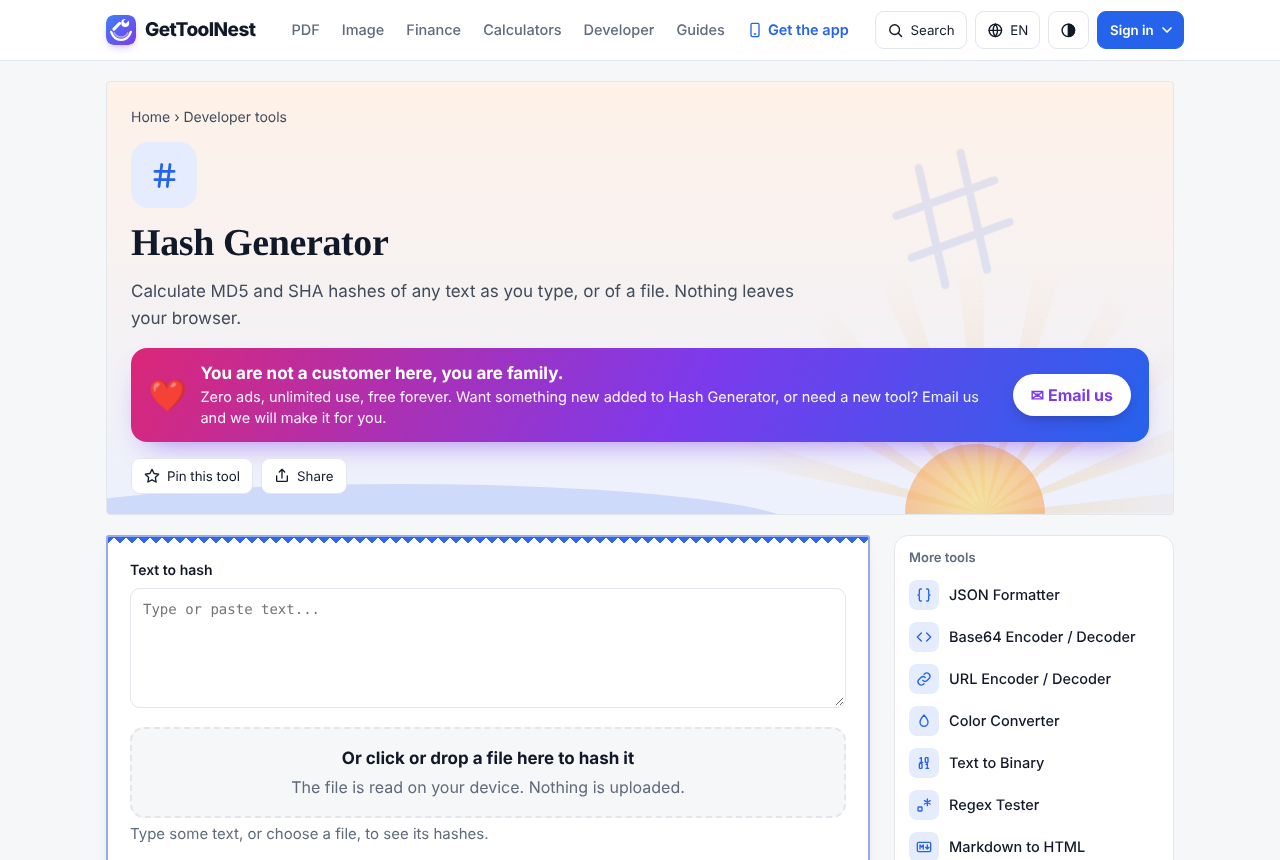 GetToolNest
PDF
Image
Finance
Calculators
Developer
Guides
Get the app
Search
EN
Sign in
Home › Developer tools
Hash Generator
Calculate MD5 and SHA hashes of any text as you type, or of a file. Nothing leaves
your browser.
You are not a customer here, you are family.
Zero ads, unlimited use, free forever. Want something new added to Hash Generator, or need a new tool? Email us
and we will make it for you.
✉ Email us
Pin this tool
Share
Text to hash
Type or paste text...
Or click or drop a file here to hash it
The file is read on your device. Nothing is uploaded.
Type some text, or choose a file, to see its hashes.
More tools
JSON Formatter
Base64 Encoder / Decoder
URL Encoder / Decoder
Color Converter
Text to Binary
Regex Tester
Markdown to HTML